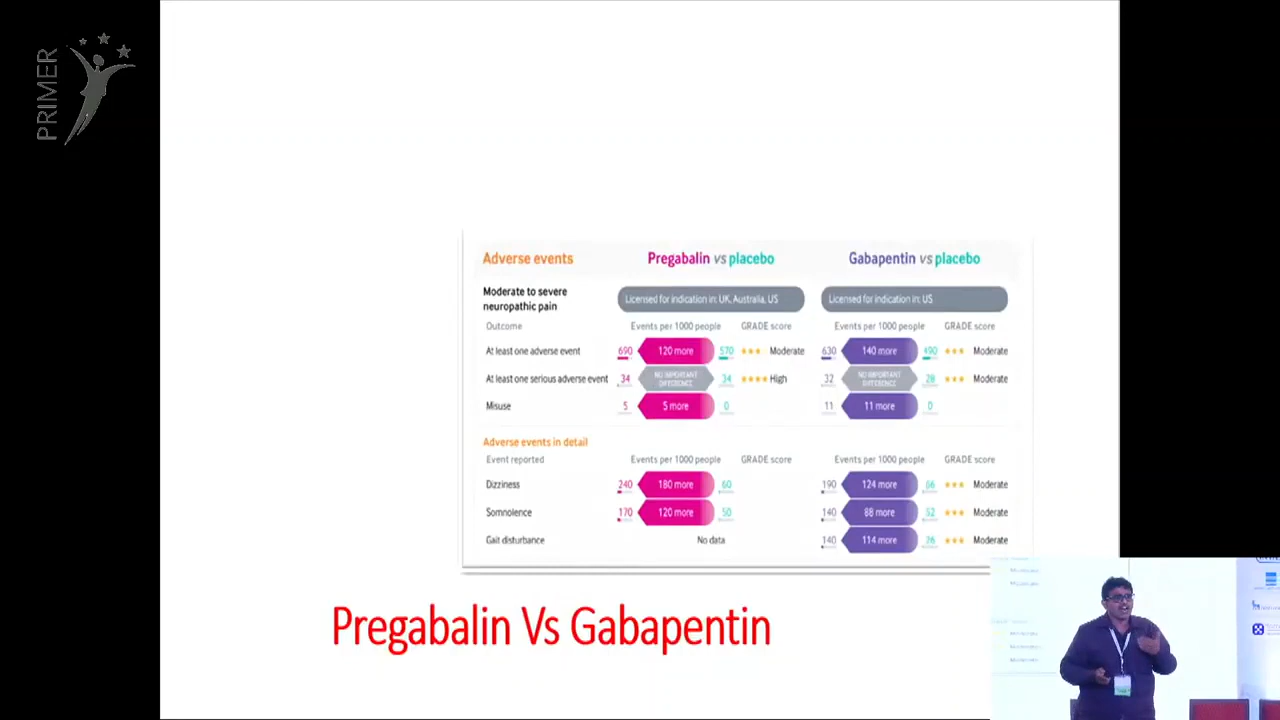 PRIMER
Adverse events Pregabalin vs placebo Gabapentin vs placebo
Moderate to severe
neuropathic pain
Licensed for indication in: UK, Australia, US Licensed for indication in: US
Outcome Events per 1000 people GRADE score Events per 1000 people GRADE score
At least one adverse event 690 120 more 570 Moderate 630 140 more 490 Moderate
At least one serious adverse event 34 NO IMPORTANT DIFFERENCE 34 High 32 NO IMPORTANT DIFFERENCE 28 Moderate
Misuse 5 5 more 0 11 11 more 0
Adverse events in detail
Event reported Events per 1000 people GRADE score Events per 1000 people GRADE score
Dizziness 240 180 more 60 190 124 more 66 Moderate
Somnolence 170 120 more 50 140 88 more 52 Moderate
Gait disturbance No data 140 114 more 26 Moderate
Pregabalin Vs Gabapentin